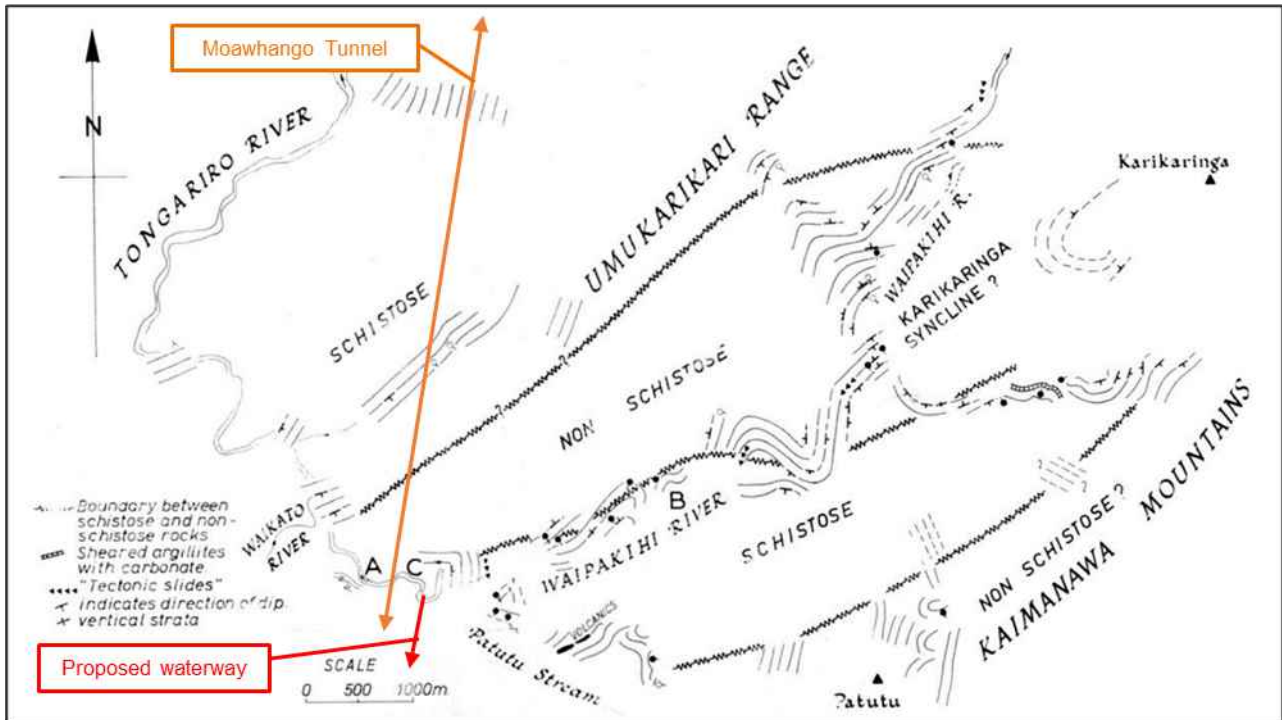 Moawhango Tunnel
N
TONGARIRO RIVER
UMUKARIKARI RANGE
Karikaringa
WAIPAKIHI R.
KARIKARINGA
SYNCLINE ?
SCHISTOSE
NON SCHISTOSE
?
?
B
WAIPAKIHI RIVER
SCHISTOSE
NON SCHISTOSE ?
KAIMANAWA MOUNTAINS
WAIKATO
RIVER
A
C
Boundary between
schistose and non-
schistose rocks
Sheared argillites
with carbonate
"Tectonic slides"
indicates direction of dip.
vertical strata
VOLCANICS
Patutu Stream
Patutu
Proposed waterway
SCALE
0 500 1000m.